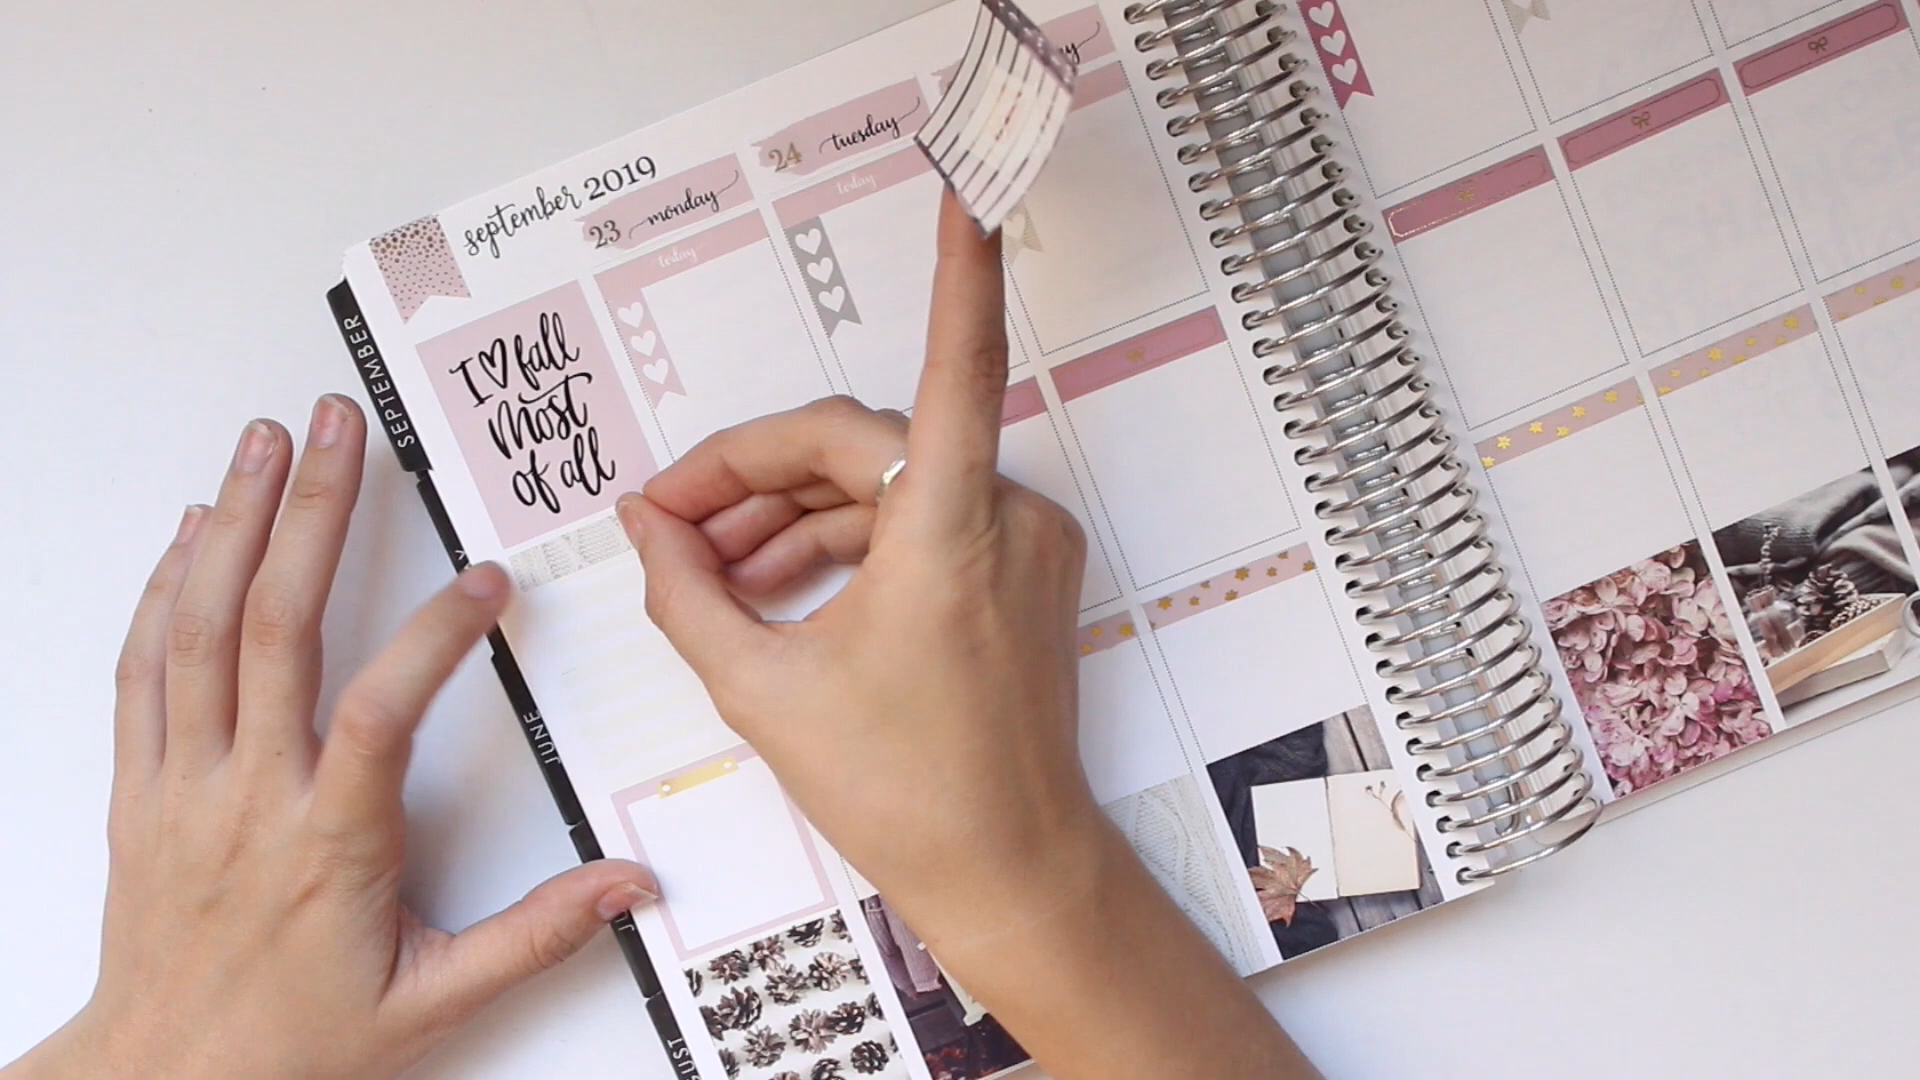 september 2019
23 monday
24 tuesday
today
today
I ♡ fall
most
of all
SEPTEMBER
JUNE